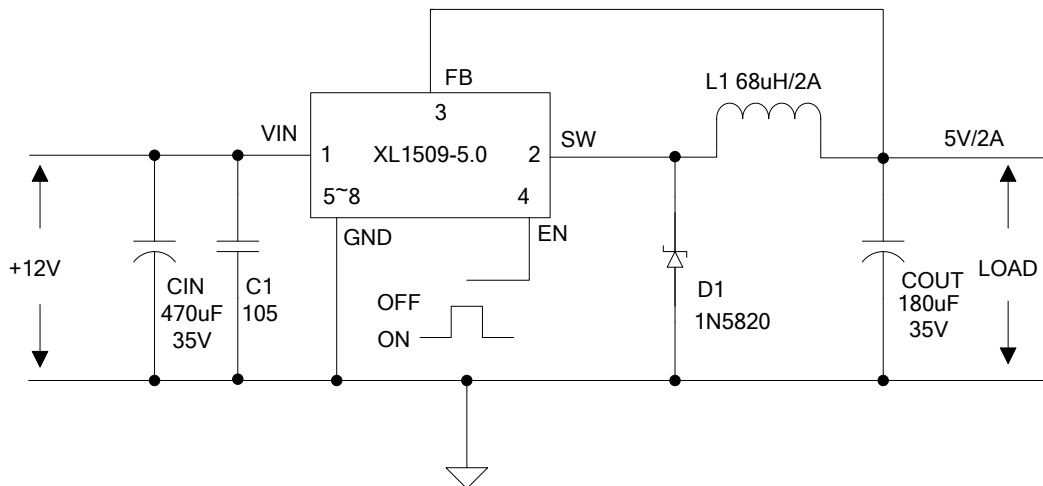 FB
L1 68uH/2A
3
VIN
SW
5V/2A
1
XL1509-5.0
2
5~8
4
GND
EN
+12V
CIN
470uF
35V
C1
105
OFF
ON
D1
1N5820
COUT
180uF
35V
LOAD